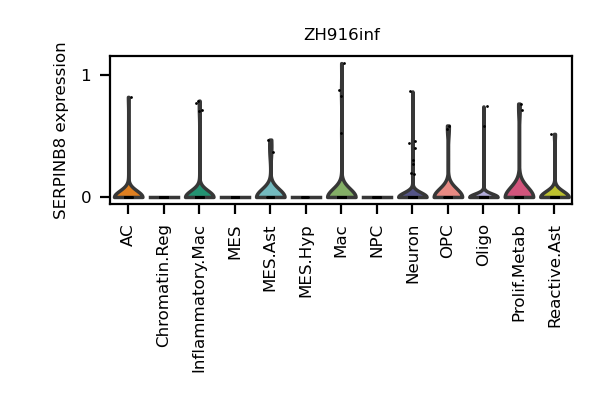 ZH916inf
SERPINB8 expression
1
0
AC
Chromatin.Reg
Inflammatory.Mac
MES
MES.Ast
MES.Hyp
Mac
NPC
Neuron
OPC
Oligo
Prolif.Metab
Reactive.Ast